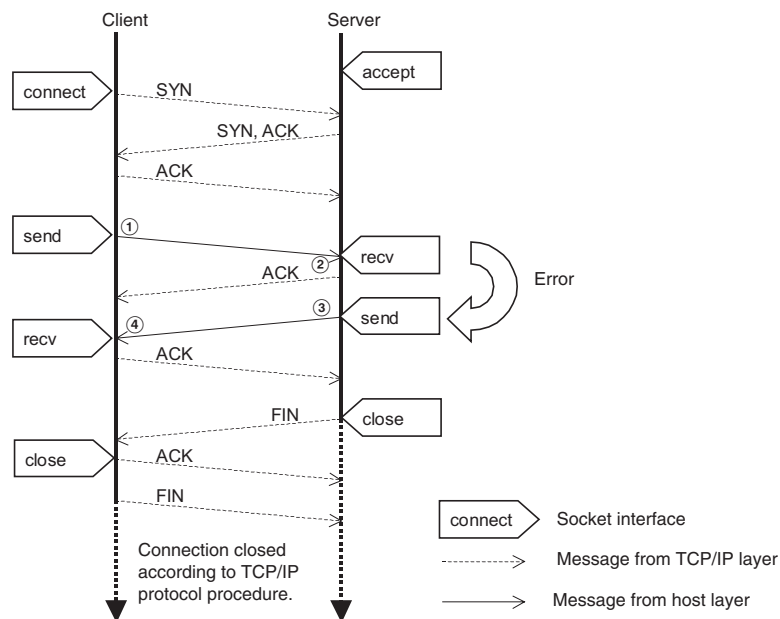 Client
Server
accept
connect
SYN
SYN, ACK
ACK
①
send
②
recv
Error
ACK
③
send
④
recv
ACK
FIN
close
close
ACK
FIN
connect
Socket interface
Connection closed
according to TCP/IP
protocol procedure.
Message from TCP/IP layer
Message from host layer